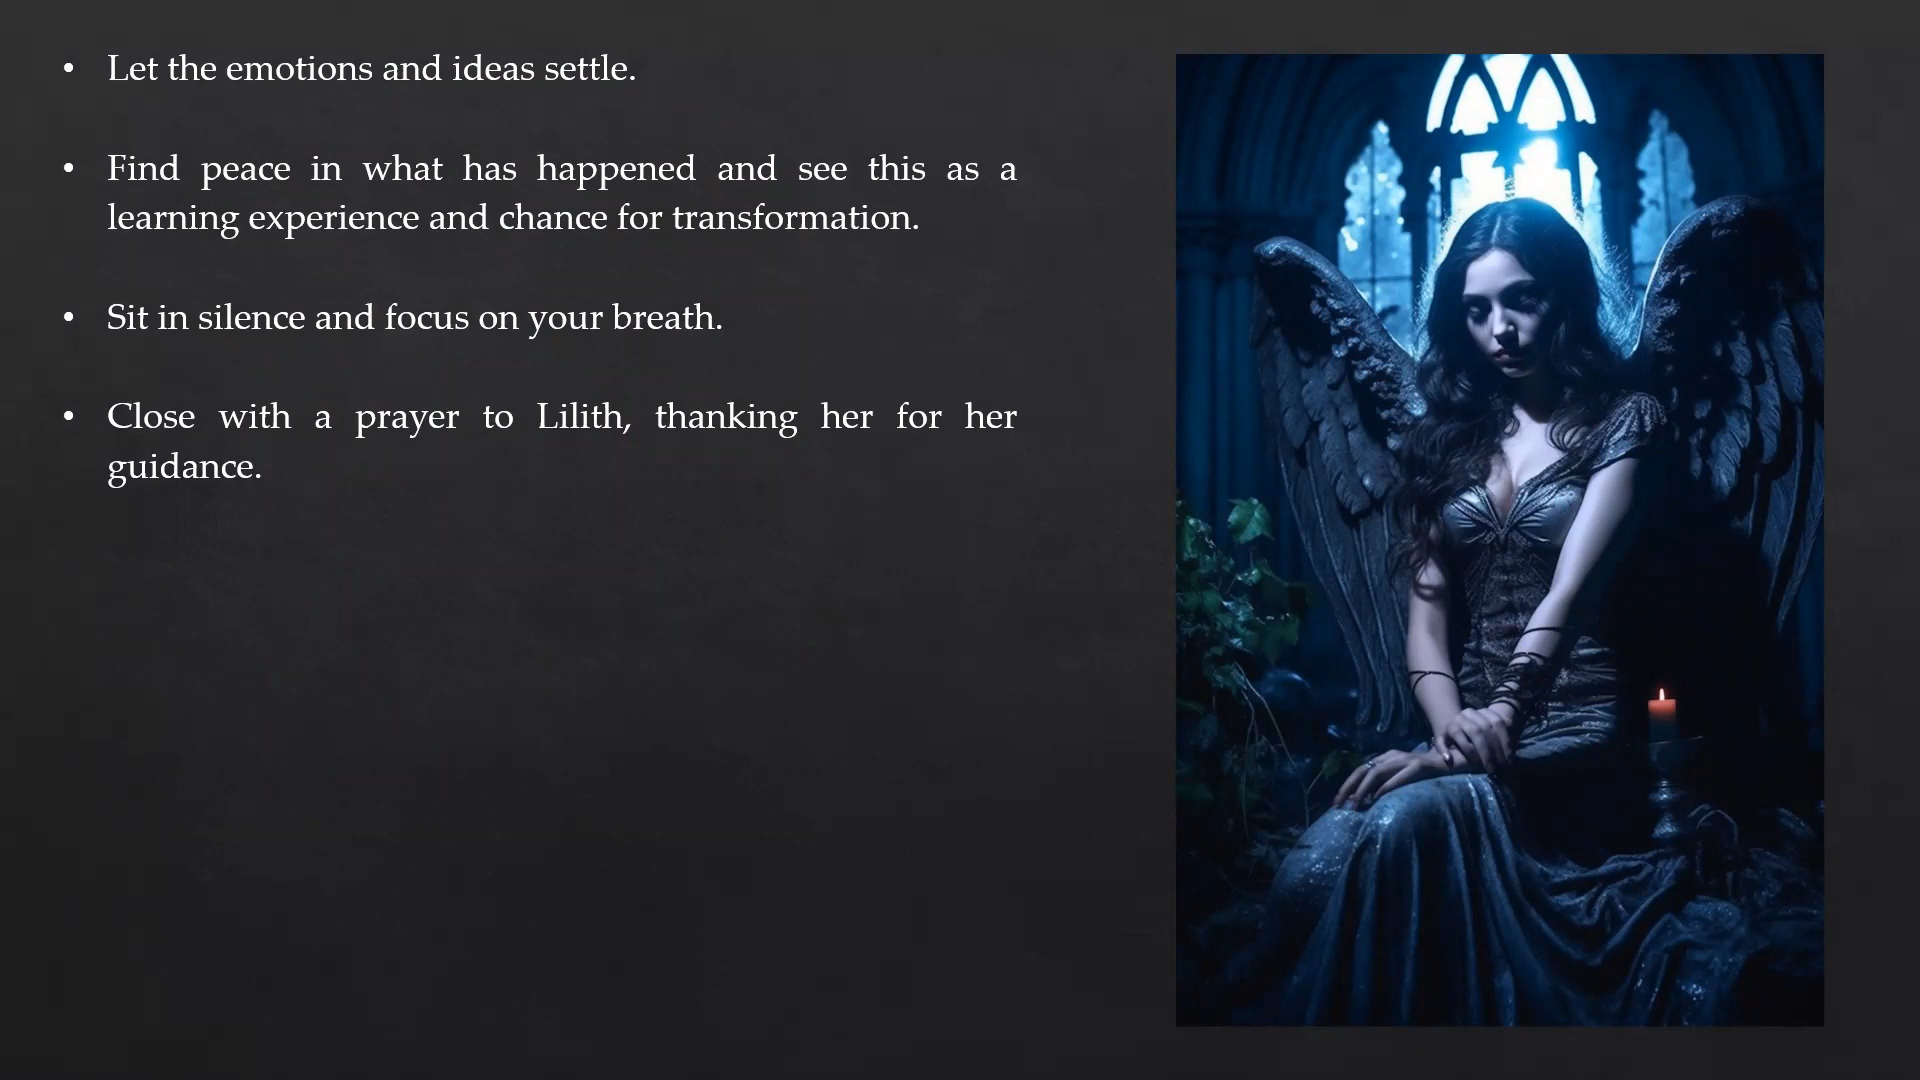 • Let the emotions and ideas settle.
• Find peace in what has happened and see this as a
learning experience and chance for transformation.
• Sit in silence and focus on your breath.
• Close with a prayer to Lilith, thanking her for her
guidance.